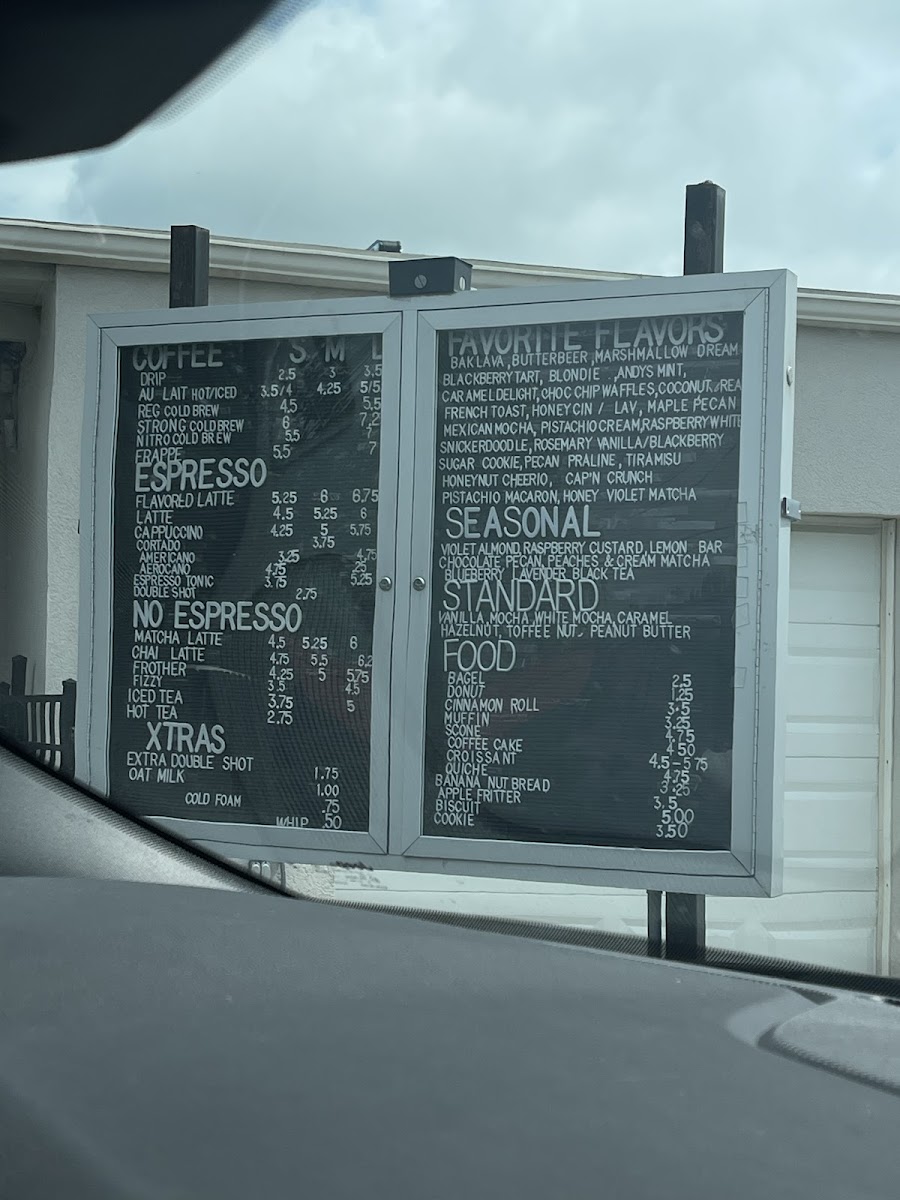 COFFEE S M L
DRIP 2.5 3 3.5
AU LAIT HOT/ICED 3.5/4 4.25 5/5
REG COLD BREW 4.5 5.5
STRONG COLD BREW 6 7.2
NITRO COLD BREW 5.5
FRAPPE 5.5 7
ESPRESSO
FLAVORED LATTE 5.25 6 6.75
LATTE 4.5 5.25 6
CAPPUCCINO 4.25 5 5.75
CORTADO 3.75
AMERICANO 3.25 4.75
AEROCANO 4.75
ESPRESSO TONIC 3.75 5.25
DOUBLE SHOT 2.75
NO ESPRESSO
MATCHA LATTE 4.5 5.25 6
CHAI LATTE 4.75 5.5 6.2
FROTHER 4.25 5 5.75
FIZZY 3.5 4.5
ICED TEA 3.75 5
HOT TEA 2.75
XTRAS
EXTRA DOUBLE SHOT 1.75
OAT MILK 1.00
COLD FOAM .75
WHIP .50
FAVORITE FLAVORS
BAKLAVA, BUTTERBEER, MARSHMALLOW DREAM
BLACKBERRY TART, BLONDIE, ANDYS MINT,
CARAMEL DELIGHT, CHOC CHIP WAFFLES, COCONUT
FRENCH TOAST, HONEY CIN / LAV, MAPLE PECAN
MEXICAN MOCHA, PISTACHIO CREAM, RASPBERRY WHITE
SNICKERDOODLE, ROSEMARY VANILLA/BLACKBERRY
SUGAR COOKIE, PECAN PRALINE, TIRAMISU
HONEYNUT CHEERIO, CAP'N CRUNCH
PISTACHIO MACARON, HONEY VIOLET MATCHA
SEASONAL
VIOLET ALMOND, RASPBERRY CUSTARD, LEMON BAR
CHOCOLATE PECAN, PEACHES & CREAM MATCHA
BLUEBERRY LAVENDER BLACK TEA
STANDARD
VANILLA, MOCHA, WHITE MOCHA, CARAMEL
HAZELNUT, TOFFEE NUT, PEANUT BUTTER
FOOD
BAGEL 2.5
DONUT 1.25
CINNAMON ROLL 3.5
MUFFIN 3.25
SCONE 4.75
COFFEE CAKE 4.50
CROISSANT 4.5-5.75
QUICHE 4.75
BANANA NUT BREAD 3.25
APPLE FRITTER 3.5
BISCUIT 5.00
COOKIE 3.50